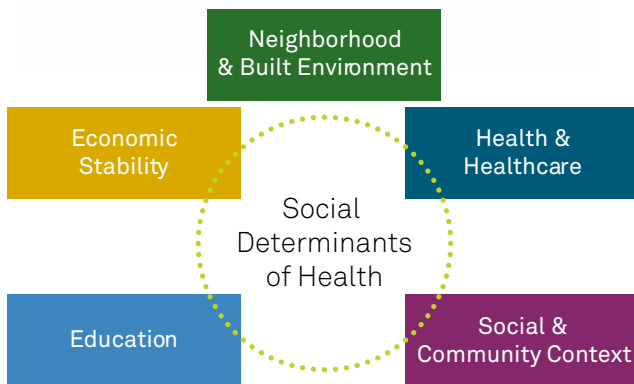 Neighborhood
& Built Environment
Economic
Stability
Health &
Healthcare
Social
Determinants
of Health
Education
Social &
Community Context